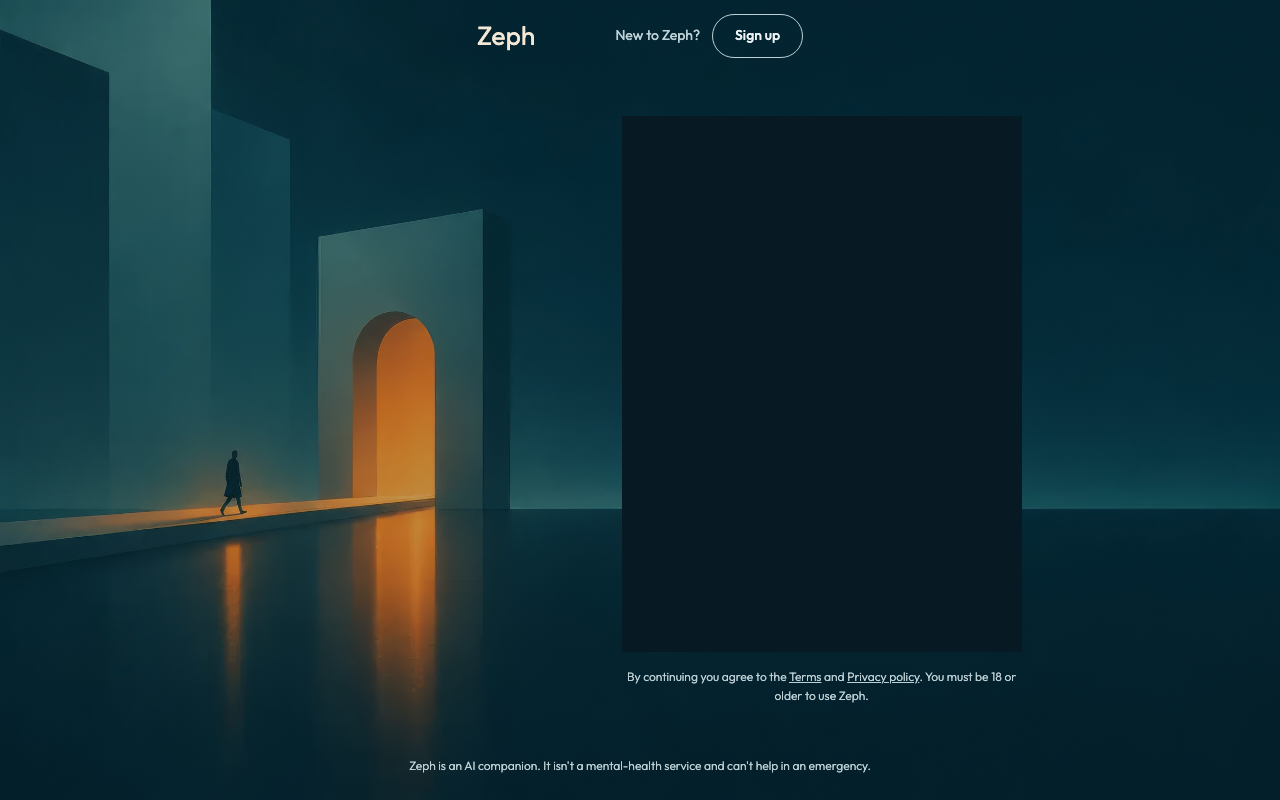 Zeph
New to Zeph?
Sign up
By continuing you agree to the Terms and Privacy policy. You must be 18 or
older to use Zeph.
Zeph is an AI companion. It isn't a mental-health service and can't help in an emergency.